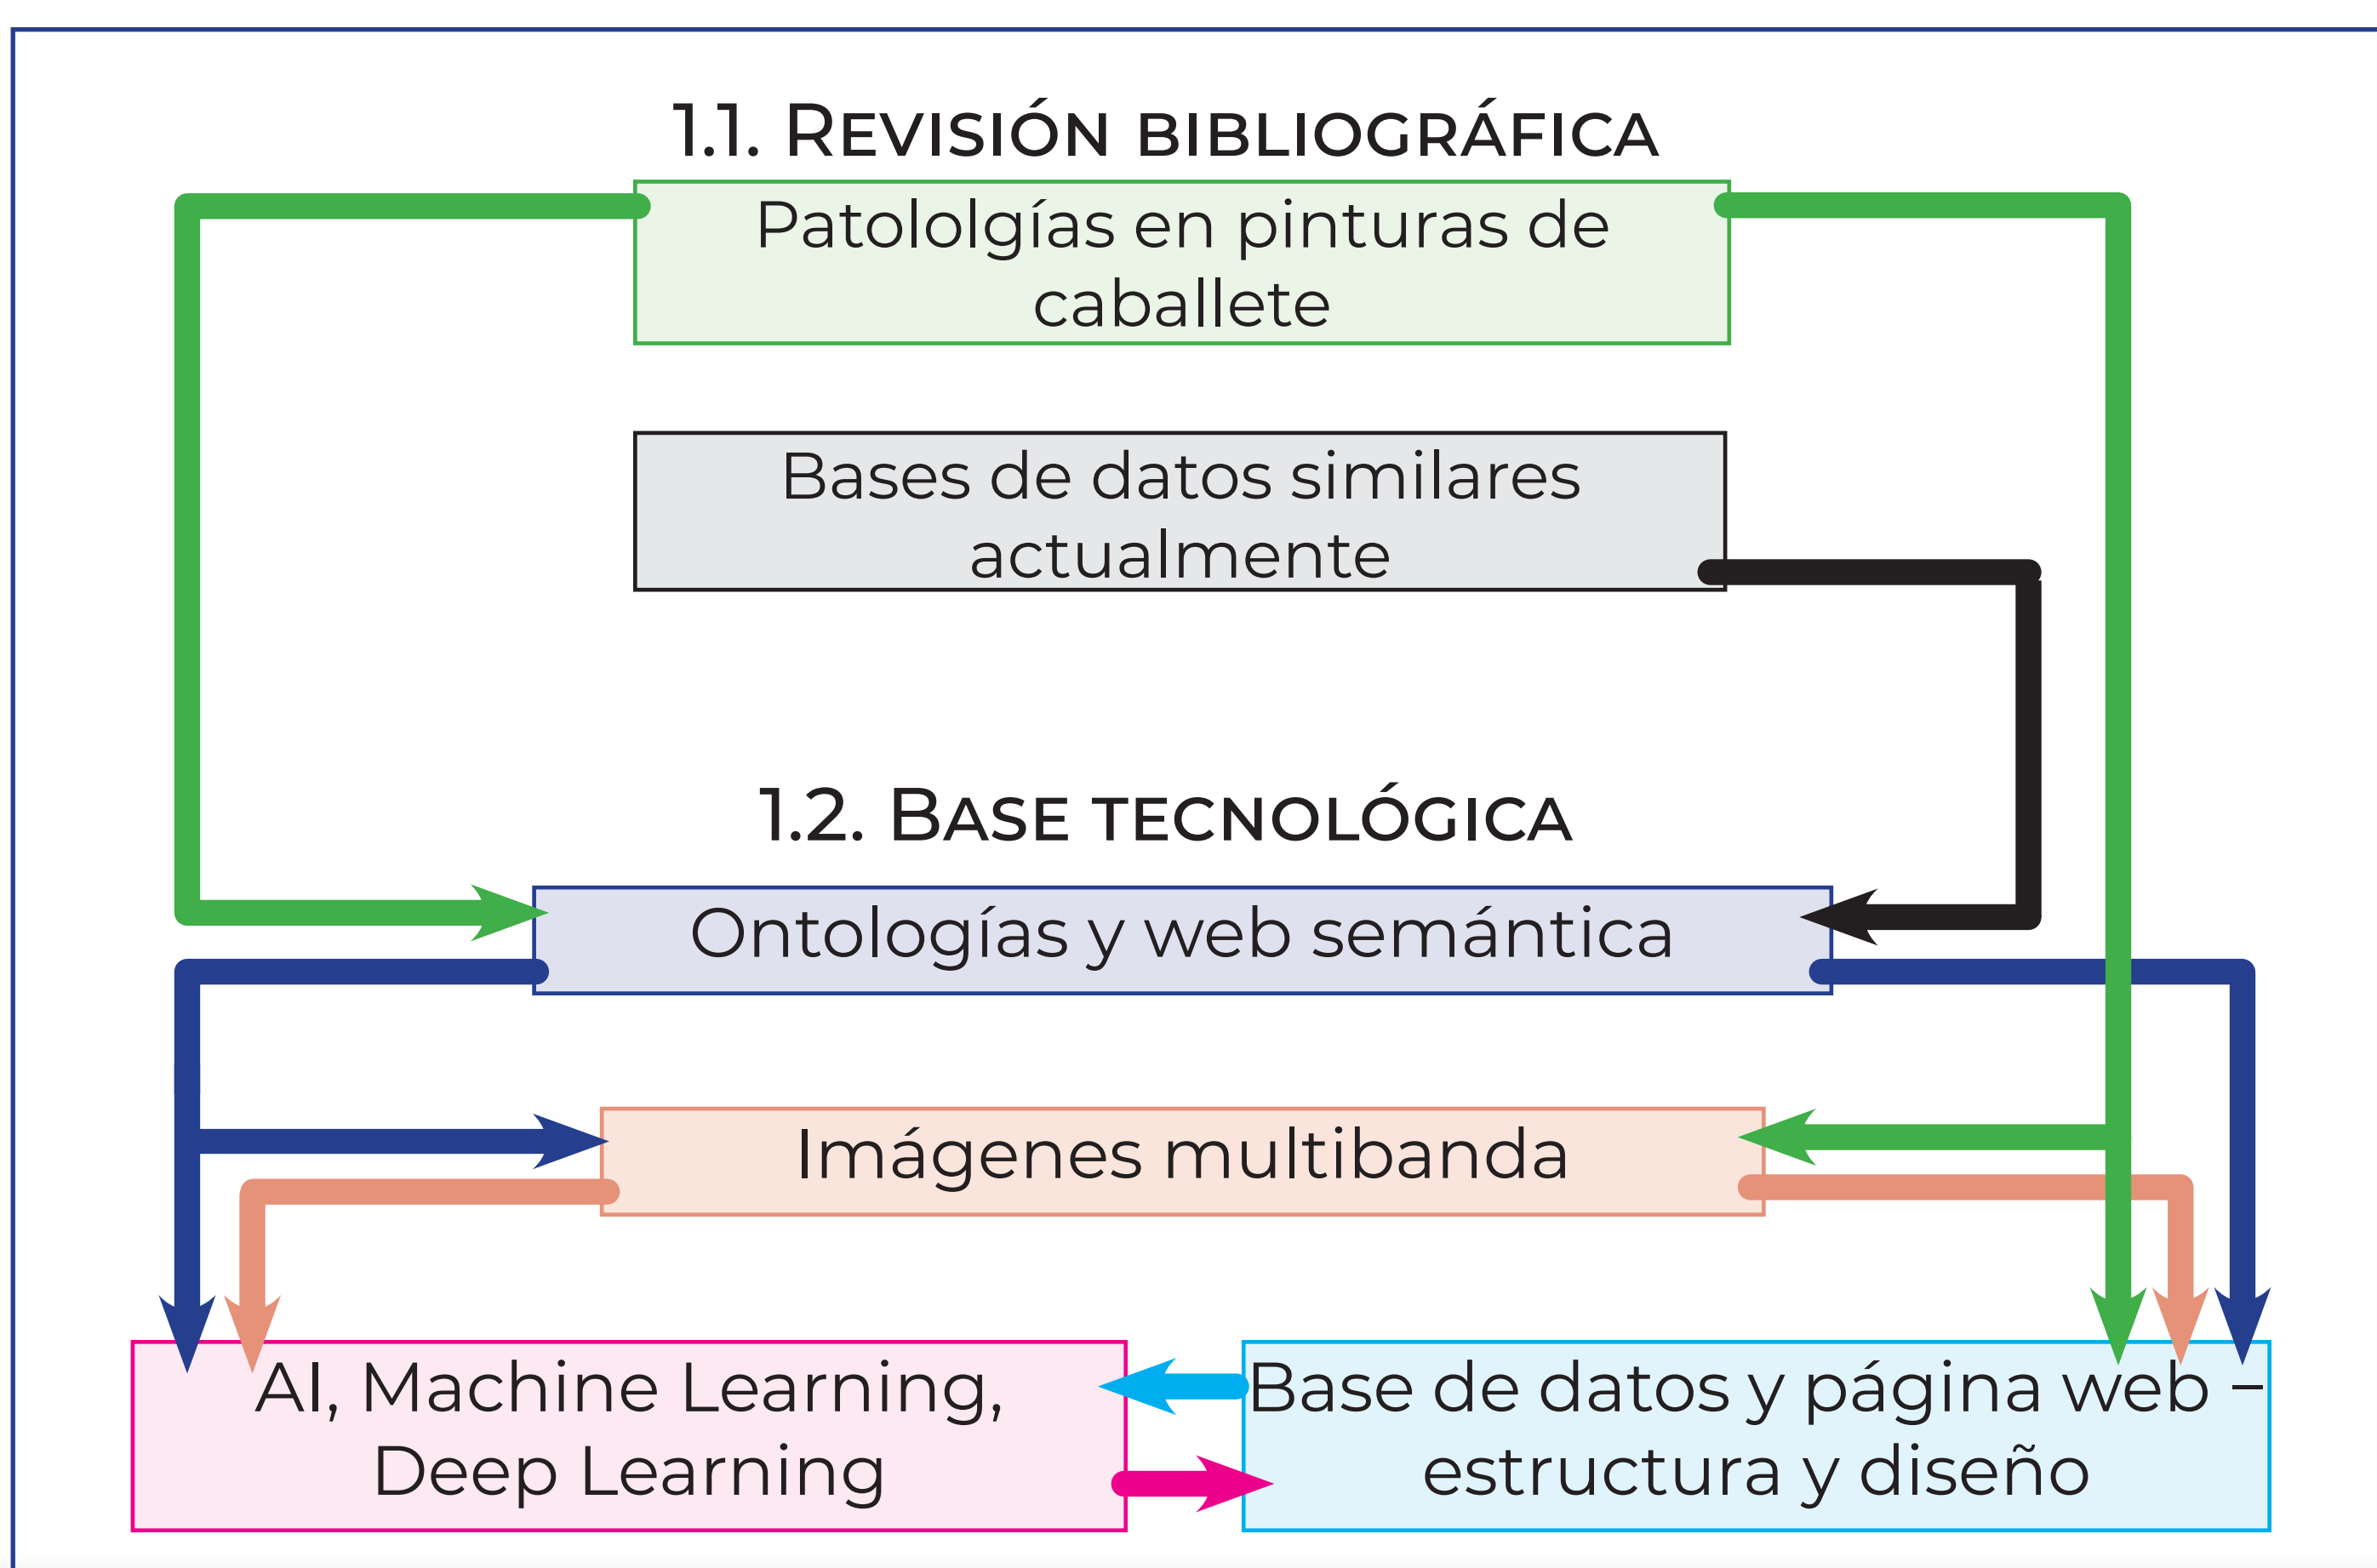 1.1. Revisión bibliográfica
Patololgías en pinturas de
caballete
Bases de datos similares
actualmente
1.2. Base tecnológica
Ontologías y web semántica
Imágenes multibanda
AI, Machine Learning,
Deep Learning
Base de datos y página web –
estructura y diseño